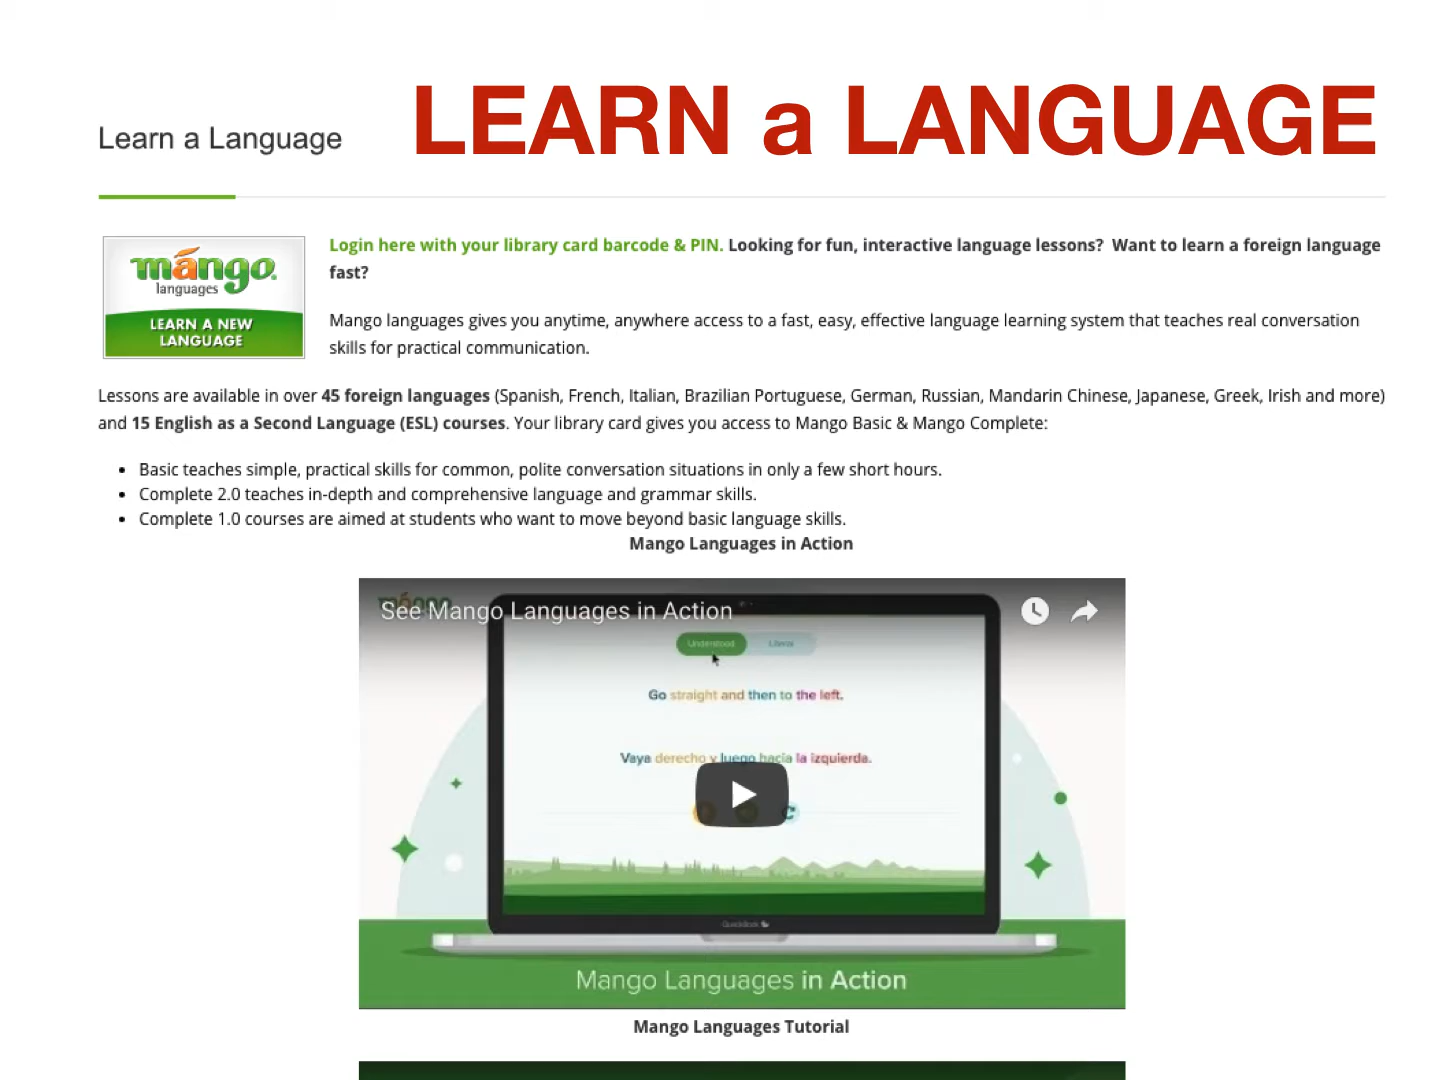 LEARN a LANGUAGE
Learn a Language
mángo
languages
LEARN A NEW
LANGUAGE
Login here with your library card barcode & PIN. Looking for fun, interactive language lessons?  Want to learn a foreign language
fast?
Mango languages gives you anytime, anywhere access to a fast, easy, effective language learning system that teaches real conversation
skills for practical communication.
Lessons are available in over 45 foreign languages (Spanish, French, Italian, Brazilian Portuguese, German, Russian, Mandarin Chinese, Japanese, Greek, Irish and more)
and 15 English as a Second Language (ESL) courses. Your library card gives you access to Mango Basic & Mango Complete:
• Basic teaches simple, practical skills for common, polite conversation situations in only a few short hours.
• Complete 2.0 teaches in-depth and comprehensive language and grammar skills.
• Complete 1.0 courses are aimed at students who want to move beyond basic language skills.
Mango Languages in Action
See Mango Languages in Action
Understood
Literal
Go straight and then to the left.
Vaya derecho y luego hacia la izquierda.
Mango Languages in Action
Mango Languages Tutorial